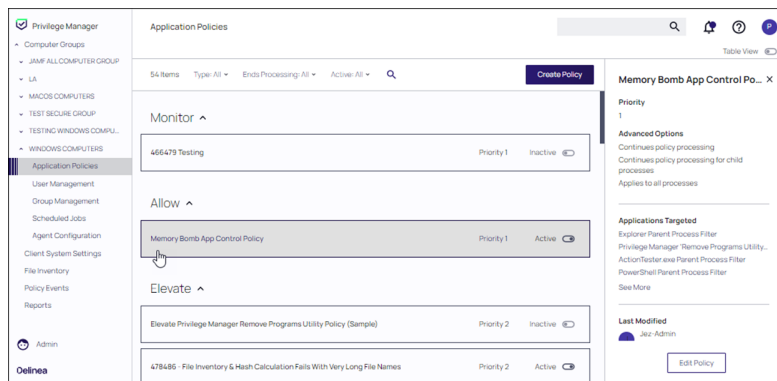 Privilege Manager
Computer Groups
JAMF ALL COMPUTER GROUP
LA
MACOS COMPUTERS
TEST SECURE GROUP
TESTING WINDOWS COMPU...
WINDOWS COMPUTERS
Application Policies
User Management
Group Management
Scheduled Jobs
Agent Configuration
Client System Settings
File Inventory
Policy Events
Reports
Admin
Delinea
Application Policies
P
Table View
54 Items Type: All Ends Processing: All Active: All Create Policy
Monitor
466479 Testing Priority 1 Inactive
Allow
Memory Bomb App Control Policy Priority 1 Active
Elevate
Elevate Privilege Manager Remove Programs Utility Policy (Sample) Priority 2 Inactive
478486 - File Inventory & Hash Calculation Fails With Very Long File Names Priority 2 Active
Memory Bomb App Control Po... ×
Priority
1
Advanced Options
Continues policy processing
Continues policy processing for child
processes
Applies to all processes
Applications Targeted
Explorer Parent Process Filter
Privilege Manager 'Remove Programs Utility...
ActionTester.exe Parent Process Filter
PowerShell Parent Process Filter
See More
Last Modified
Jez-Admin
Edit Policy